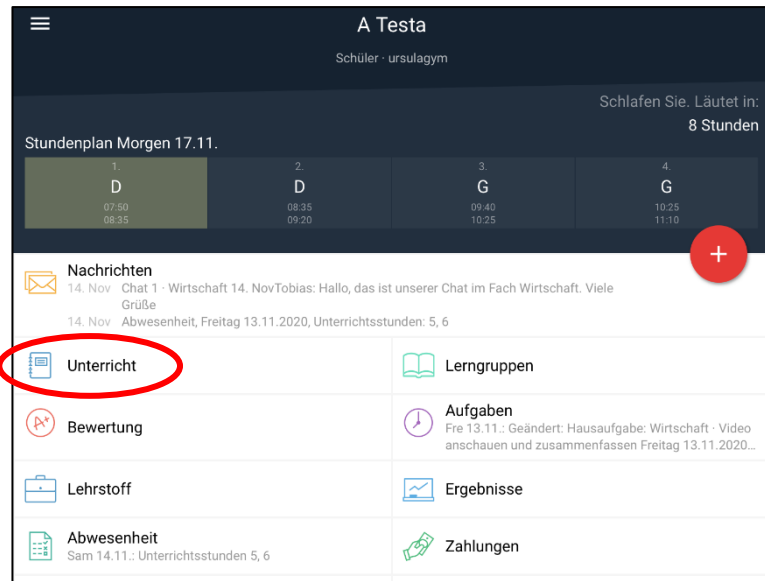 A Testa
Schüler · ursulagym
Schlafen Sie. Läutet in:
8 Stunden
Stundenplan Morgen 17.11.
1.
D
07:50
08:35
2.
D
08:35
09:20
3.
G
09:40
10:25
4.
G
10:25
11:10
+
Nachrichten
14. Nov Chat 1 · Wirtschaft 14. NovTobias: Hallo, das ist unserer Chat im Fach Wirtschaft. Viele
Grüße
14. Nov Abwesenheit, Freitag 13.11.2020, Unterrichtsstunden: 5, 6
Unterricht
Lerngruppen
A+
Bewertung
Aufgaben
Fre 13.11.: Geändert: Hausaufgabe: Wirtschaft · Video
anschauen und zusammenfassen Freitag 13.11.2020...
Lehrstoff
Ergebnisse
Abwesenheit
Sam 14.11.: Unterrichtsstunden 5, 6
Zahlungen